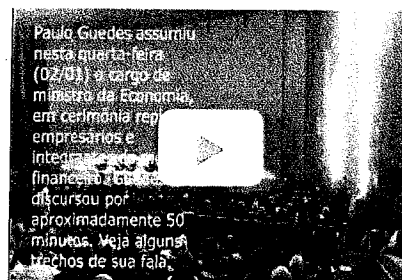 Paulo Guedes assumiu
nesta quarta-feira
(02/01) o cargo de
ministro da Economia,
em cerimônia
empresários e
financeiro.
discursou por
aproximadamente 50
minutos. Veja alguns
trechos de sua fala.